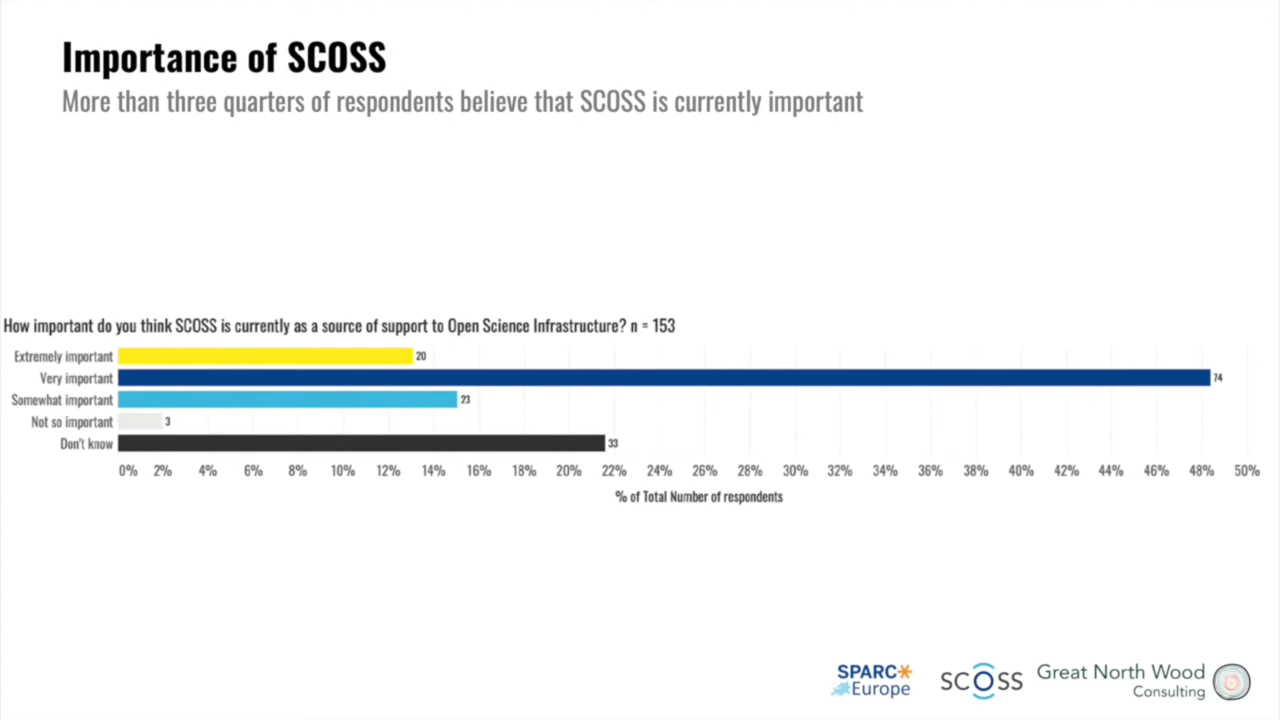 Importance of SCOSS
More than three quarters of respondents believe that SCOSS is currently important
How important do you think SCOSS is currently as a source of support to Open Science Infrastructure? n = 153
Extremely important 20
Very important 74
Somewhat important 23
Not so important 3
Don't know 33
0% 2% 4% 6% 8% 10% 12% 14% 16% 18% 20% 22% 24% 26% 28% 30% 32% 34% 36% 38% 40% 42% 44% 46% 48% 50%
% of Total Number of respondents
SPARC
Europe
SCOSS
Great North Wood
Consulting